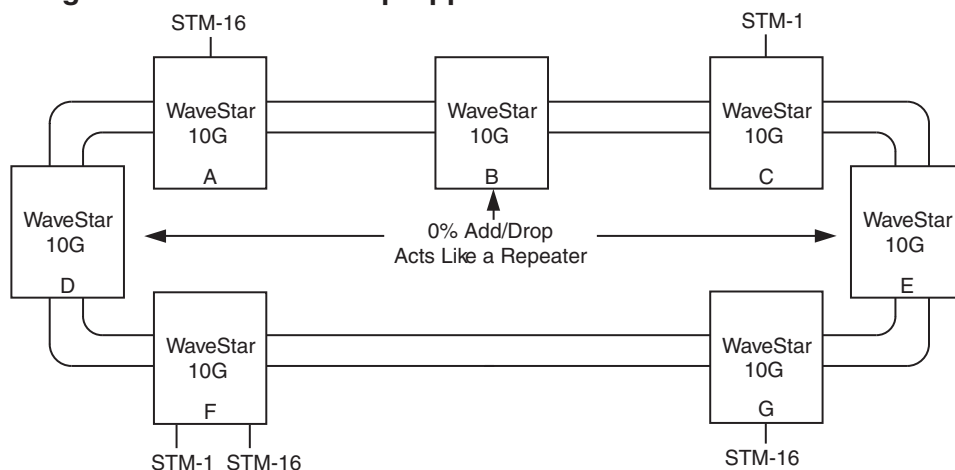 STM-16
STM-1
WaveStar
10G
A
WaveStar
10G
B
WaveStar
10G
C
WaveStar
10G
D
0% Add/Drop
Acts Like a Repeater
WaveStar
10G
E
WaveStar
10G
F
WaveStar
10G
G
STM-1 STM-16
STM-16